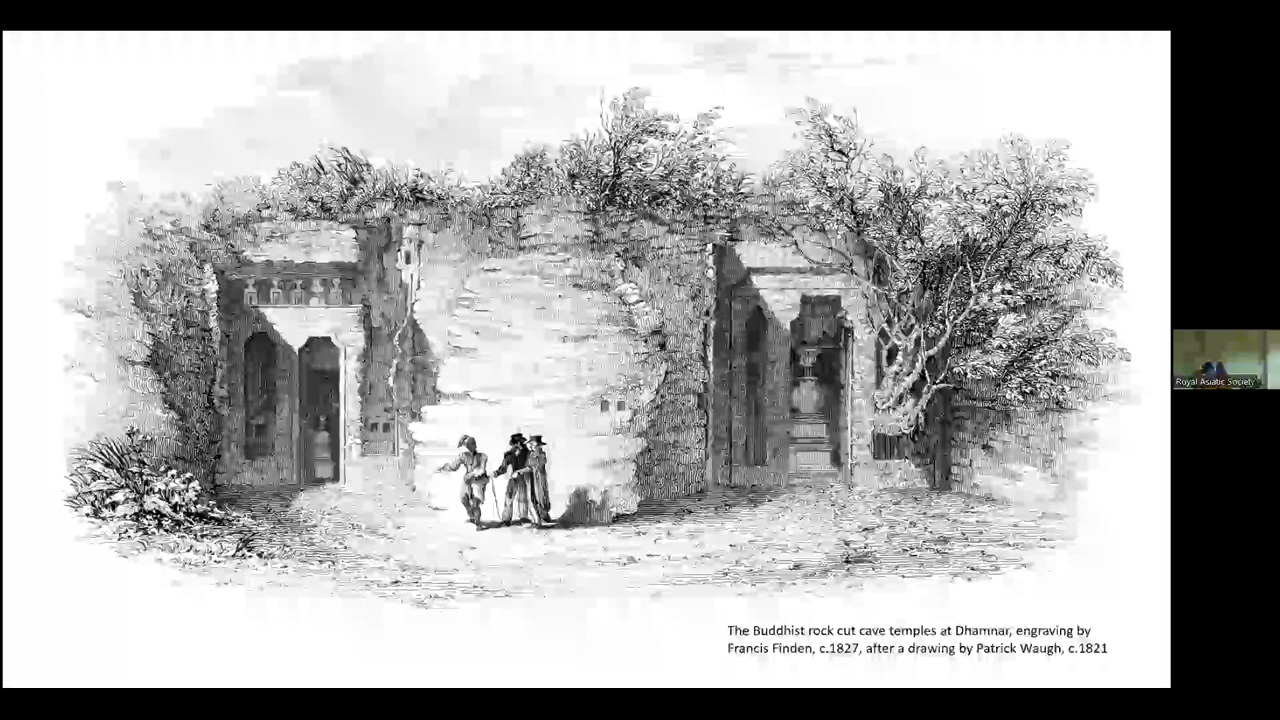 The Buddhist rock cut cave temples at Dhamnar, engraving by
Francis Finden, c.1827, after a drawing by Patrick Waugh, c.1821
Royal Asiatic Society